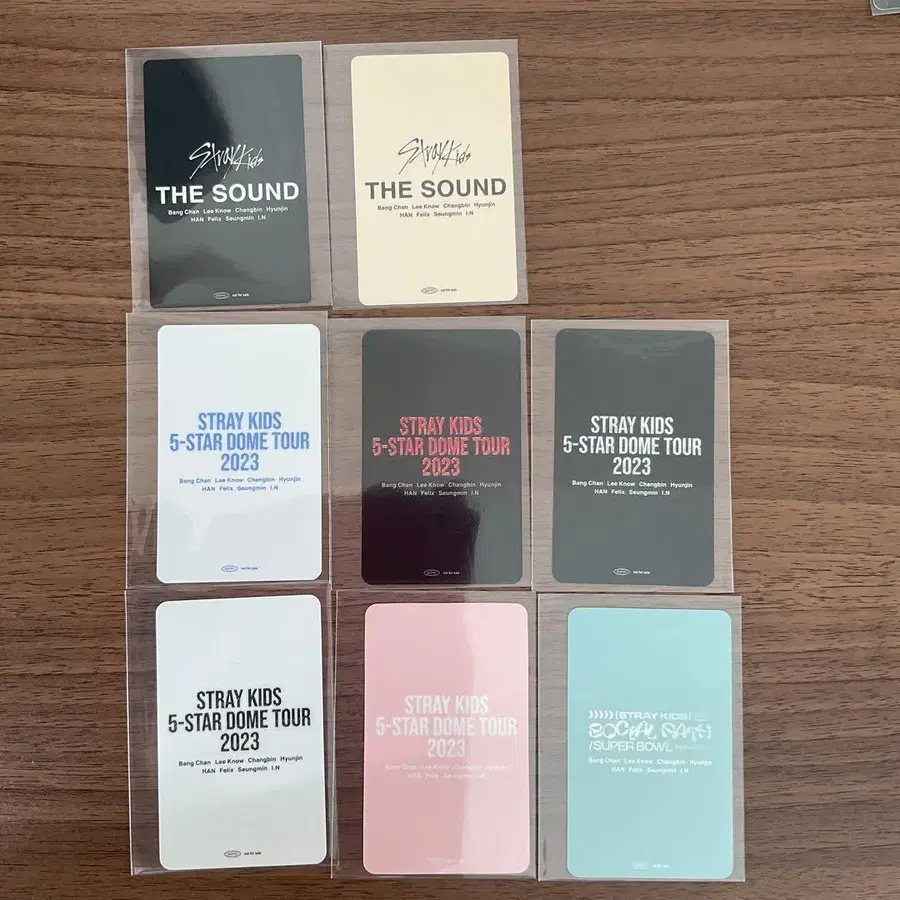 Stray Kids
THE SOUND
Bang Chan Lee Know Changbin Hyunjin
HAN Felix Seungmin I.N
not for sale
Stray Kids
THE SOUND
Bang Chan Lee Know Changbin Hyunjin
HAN Felix Seungmin I.N
not for sale
STRAY KIDS
5-STAR DOME TOUR
2023
Bang Chan Lee Know Changbin Hyunjin
HAN Felix Seungmin I.N
not for sale
STRAY KIDS
5-STAR DOME TOUR
2023
Bang Chan Lee Know Changbin Hyunjin
HAN Felix Seungmin I.N
not for sale
STRAY KIDS
5-STAR DOME TOUR
2023
Bang Chan Lee Know Changbin Hyunjin
HAN Felix Seungmin I.N
not for sale
STRAY KIDS
5-STAR DOME TOUR
2023
Bang Chan Lee Know Changbin Hyunjin
HAN Felix Seungmin I.N
not for sale
STRAY KIDS
5-STAR DOME TOUR
2023
Bang Chan Lee Know Changbin Hyunjin
HAN Felix Seungmin I.N
[STRAY KIDS]
SOCIAL PATH
/SUPER BOWL
Bang Chan Lee Know Changbin Hyunjin
HAN Felix Seungmin I.N